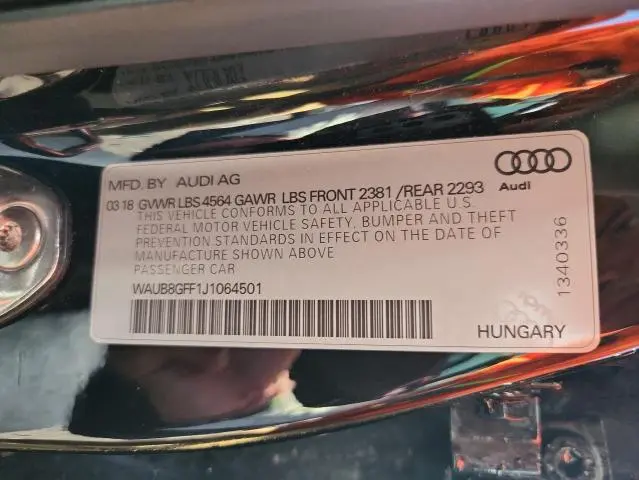 MFD. BY AUDI AG
03 18 GVWR LBS 4564 GAWR LBS FRONT 2381 /REAR 2293
THIS VEHICLE CONFORMS TO ALL APPLICABLE U.S.
FEDERAL MOTOR VEHICLE SAFETY, BUMPER AND THEFT
PREVENTION STANDARDS IN EFFECT ON THE DATE OF
MANUFACTURE SHOWN ABOVE
PASSENGER CAR
WAUB8GFF1J1064501
HUNGARY
Audi
1340336